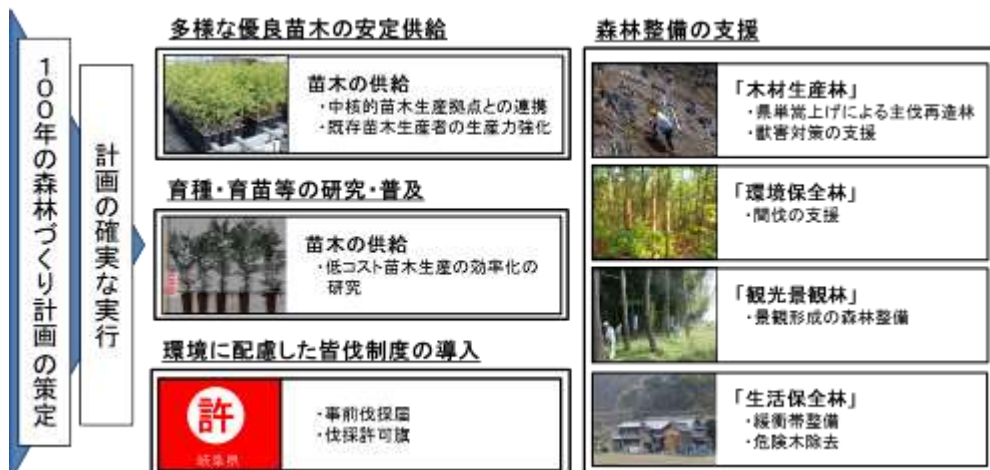 100年の森林づくり計画の策定
計画の確実な実行
多様な優良苗木の安定供給
苗木の供給
・中核的苗木生産拠点との連携
・既存苗木生産者の生産力強化
育種・育苗等の研究・普及
苗木の供給
・低コスト苗木生産の効率化の
研究
環境に配慮した皆伐制度の導入
許
岐阜県
・事前伐採届
・伐採許可旗
森林整備の支援
「木材生産林」
・県単嵩上げによる主伐再造林
・獣害対策の支援
「環境保全林」
・間伐の支援
「観光景観林」
・景観形成の森林整備
「生活保全林」
・緩衝帯整備
・危険木除去